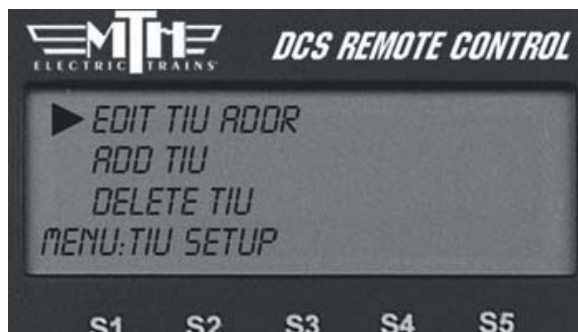 MTH
ELECTRIC TRAINS
DCS REMOTE CONTROL
EDIT TIU ADDR
ADD TIU
DELETE TIU
MENU:TIU SETUP
S1 S2 S3 S4 S5